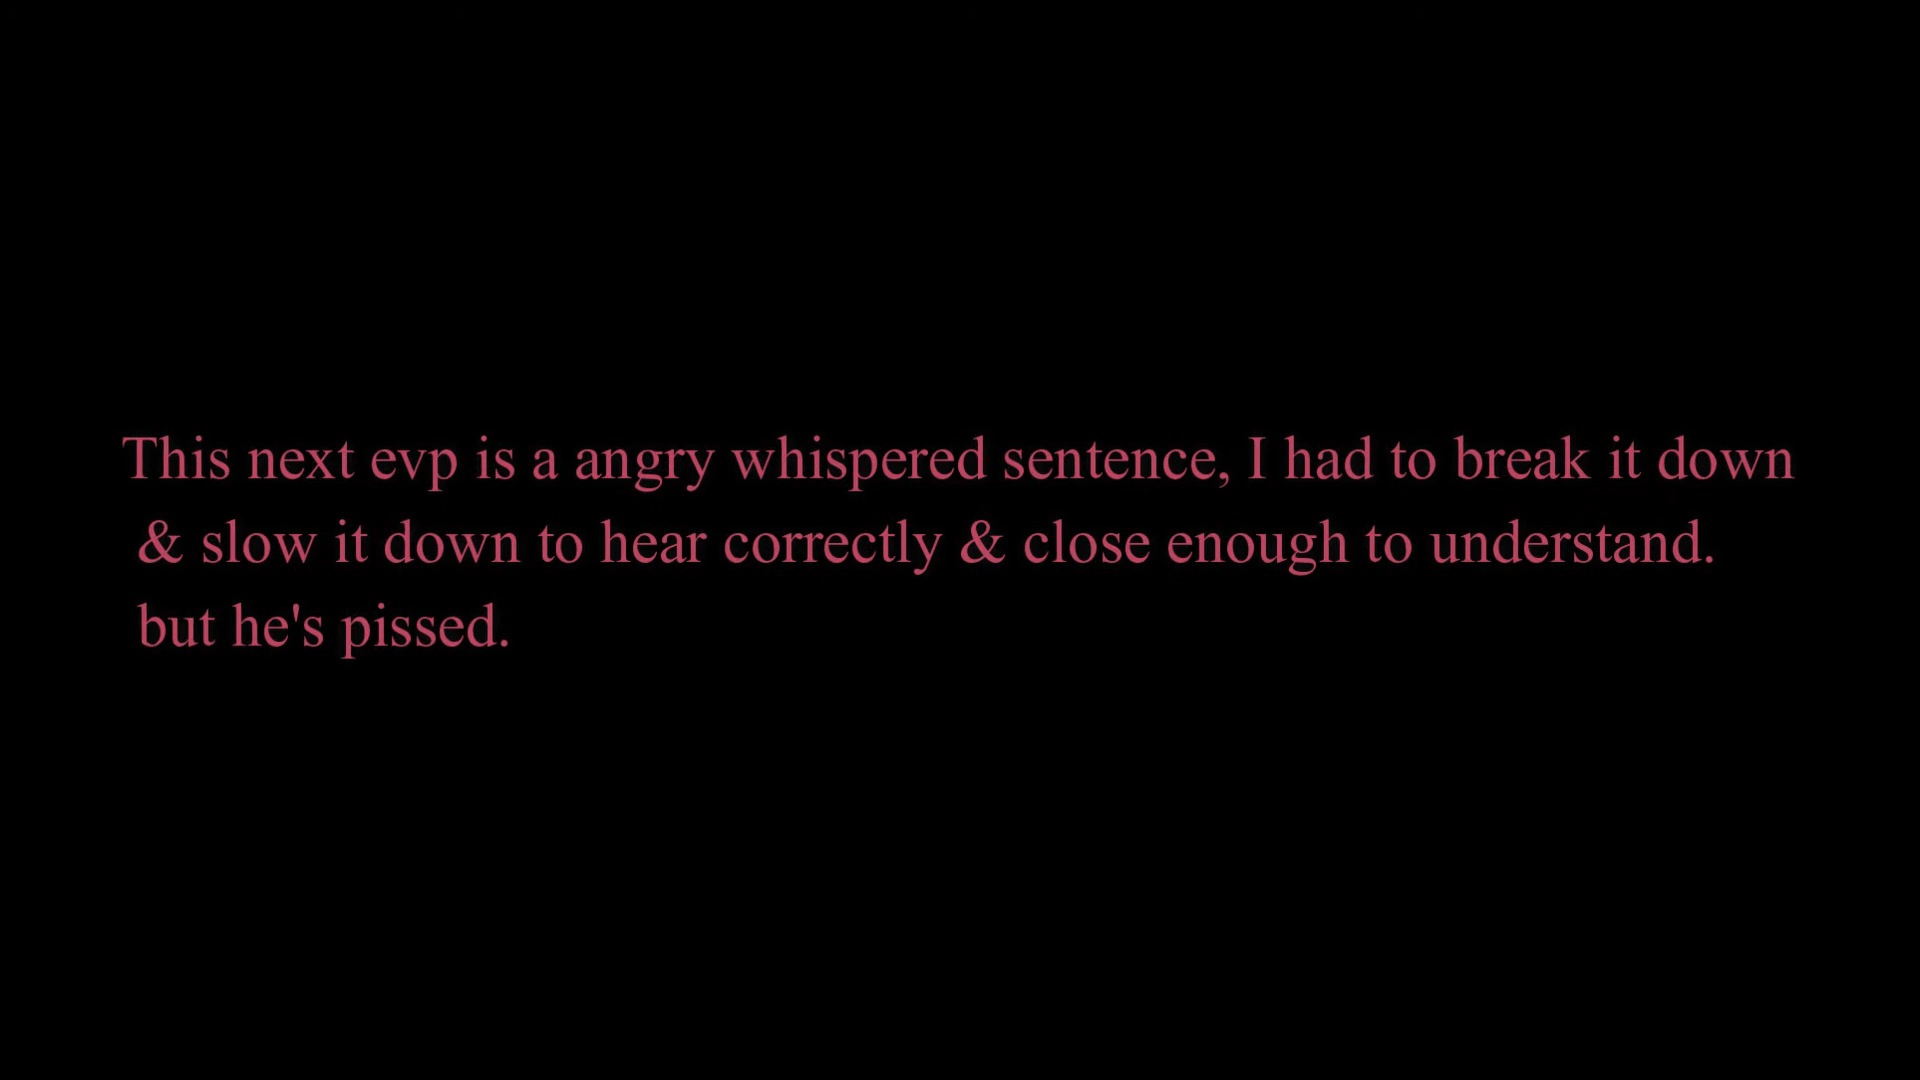 This next evp is a angry whispered sentence, I had to break it down
& slow it down to hear correctly & close enough to understand.
but he's pissed.